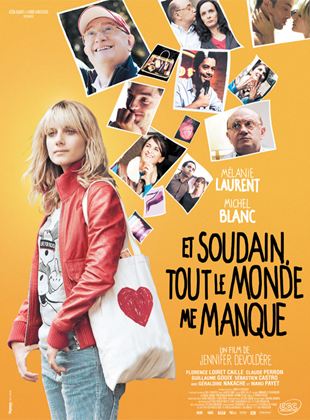 MÉLANIE
LAURENT
MICHEL
BLANC
ET SOUDAIN,
TOUT LE MONDE
ME MANQUE
UN FILM DE
JENNIFER DEVOLDÈRE
FLORENCE LOIRET CAILLE CLAUDE PERRON
GUILLAUME GOUIX SÉBASTIEN CASTRO
AVEC GÉRALDINE NAKACHE ET MANU PAYET